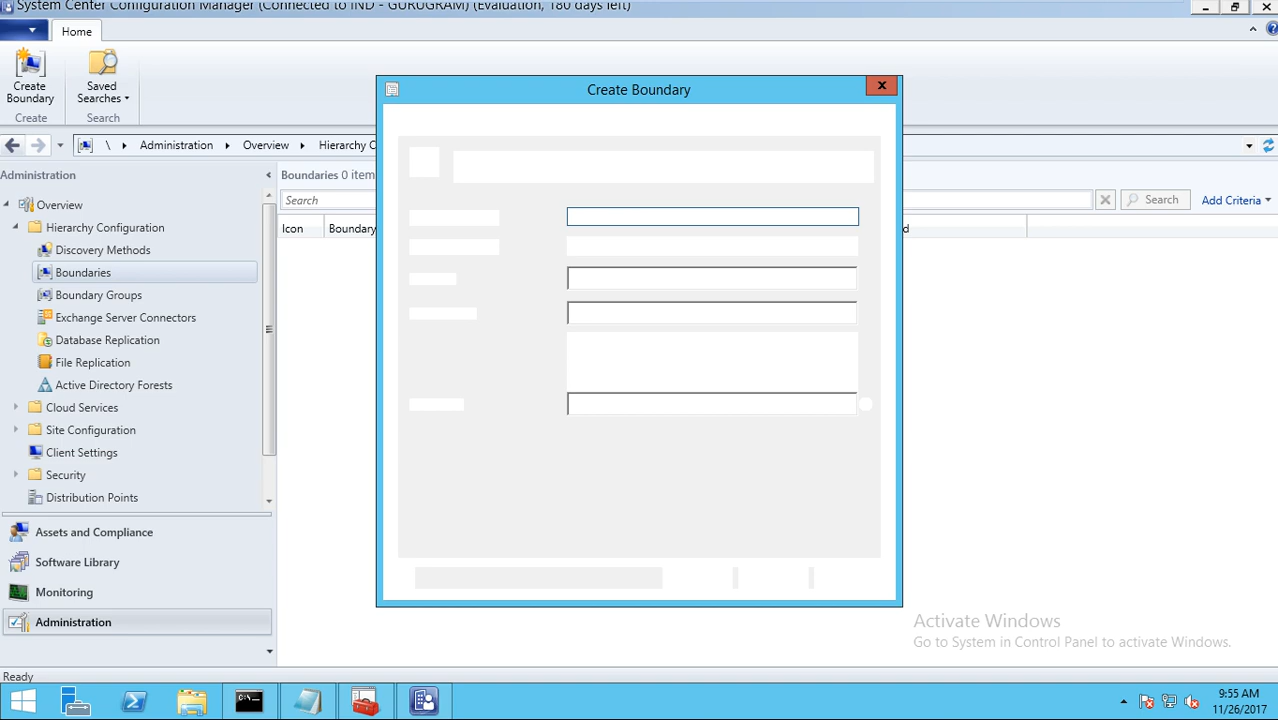 System Center Configuration Manager (Connected to IND - GURUGRAM) (Evaluation, 180 days left)
Home
Create Boundary
Saved Searches
Create
Search
\ Administration Overview Hierarchy C
Administration
Boundaries 0 item
Search
Search
Add Criteria
Icon
Boundary
d
Overview
Hierarchy Configuration
Discovery Methods
Boundaries
Boundary Groups
Exchange Server Connectors
Database Replication
File Replication
Active Directory Forests
Cloud Services
Site Configuration
Client Settings
Security
Distribution Points
Assets and Compliance
Software Library
Monitoring
Administration
Create Boundary
Activate Windows
Go to System in Control Panel to activate Windows.
Ready
9:55 AM
11/26/2017